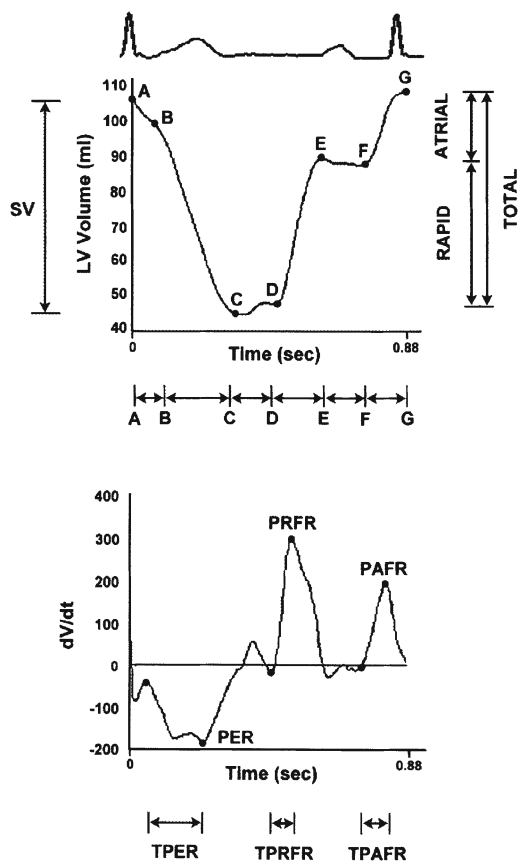 110
100
90
80
70
60
50
40
LV Volume (ml)
A
B
C
D
E
F
G
SV
ATRIAL
RAPID
TOTAL
0
0.88
Time (sec)
A B C D E F G
400
300
200
100
0
-100
-200
dV/dt
PRFR
PAFR
PER
0
0.88
Time (sec)
TPER TPRFR TPAFR